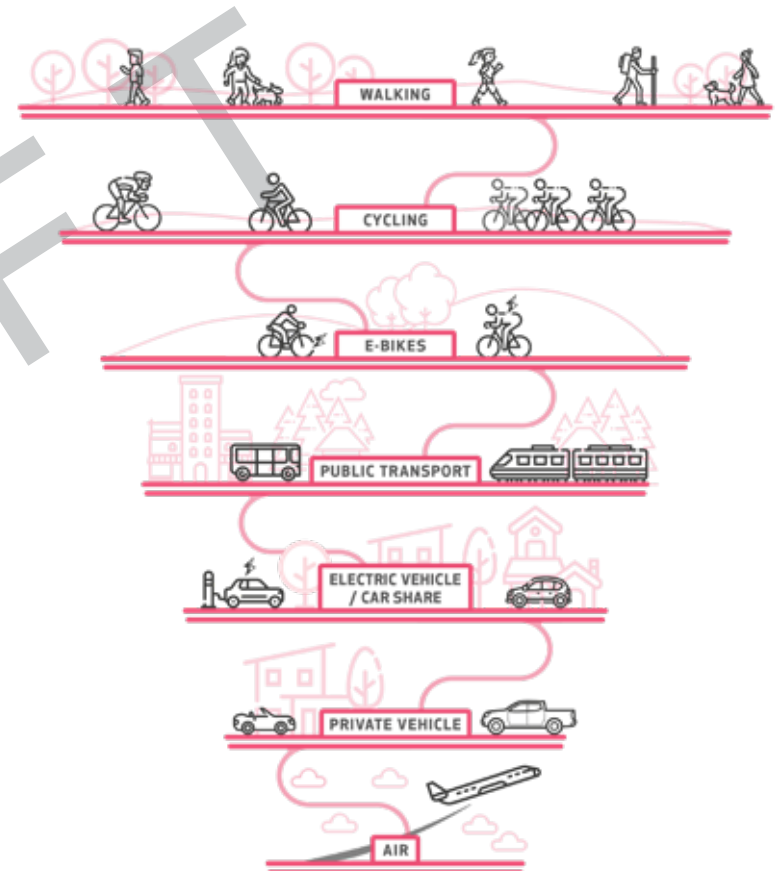 WALKING
CYCLING
E-BIKES
PUBLIC TRANSPORT
ELECTRIC VEHICLE
/ CAR SHARE
PRIVATE VEHICLE
AIR